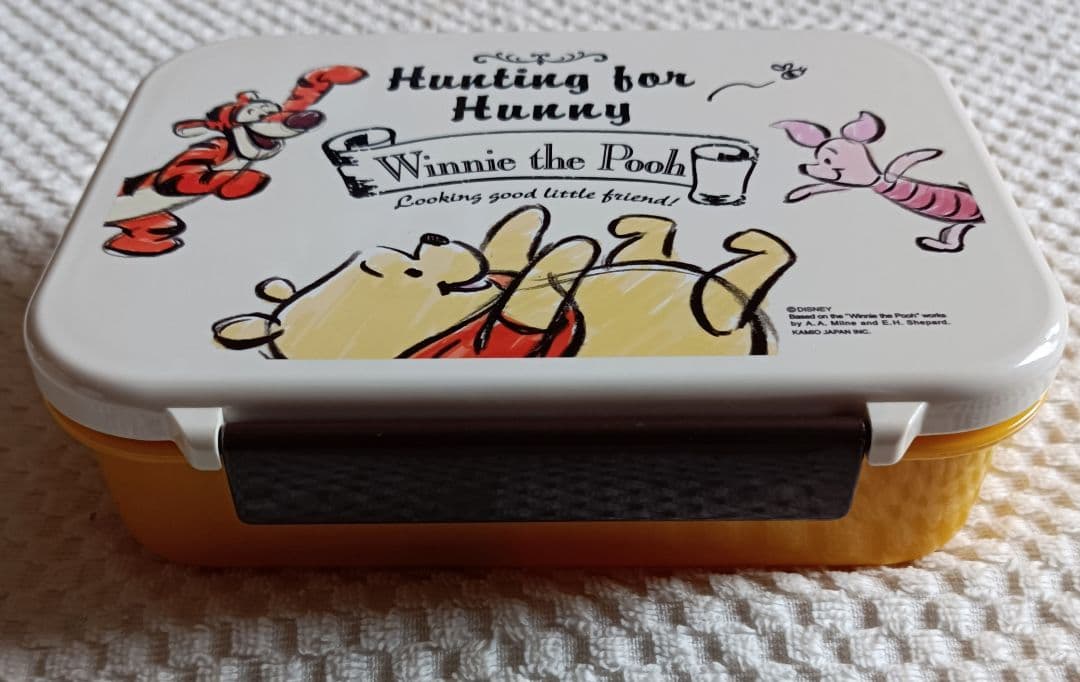 Hunting for
Hunny
Winnie the Pooh
Looking good little friend!
©DISNEY
Based on the "Winnie the Pooh" works
by A.A. Milne and E.H. Shepard.
KAMIO JAPAN INC.